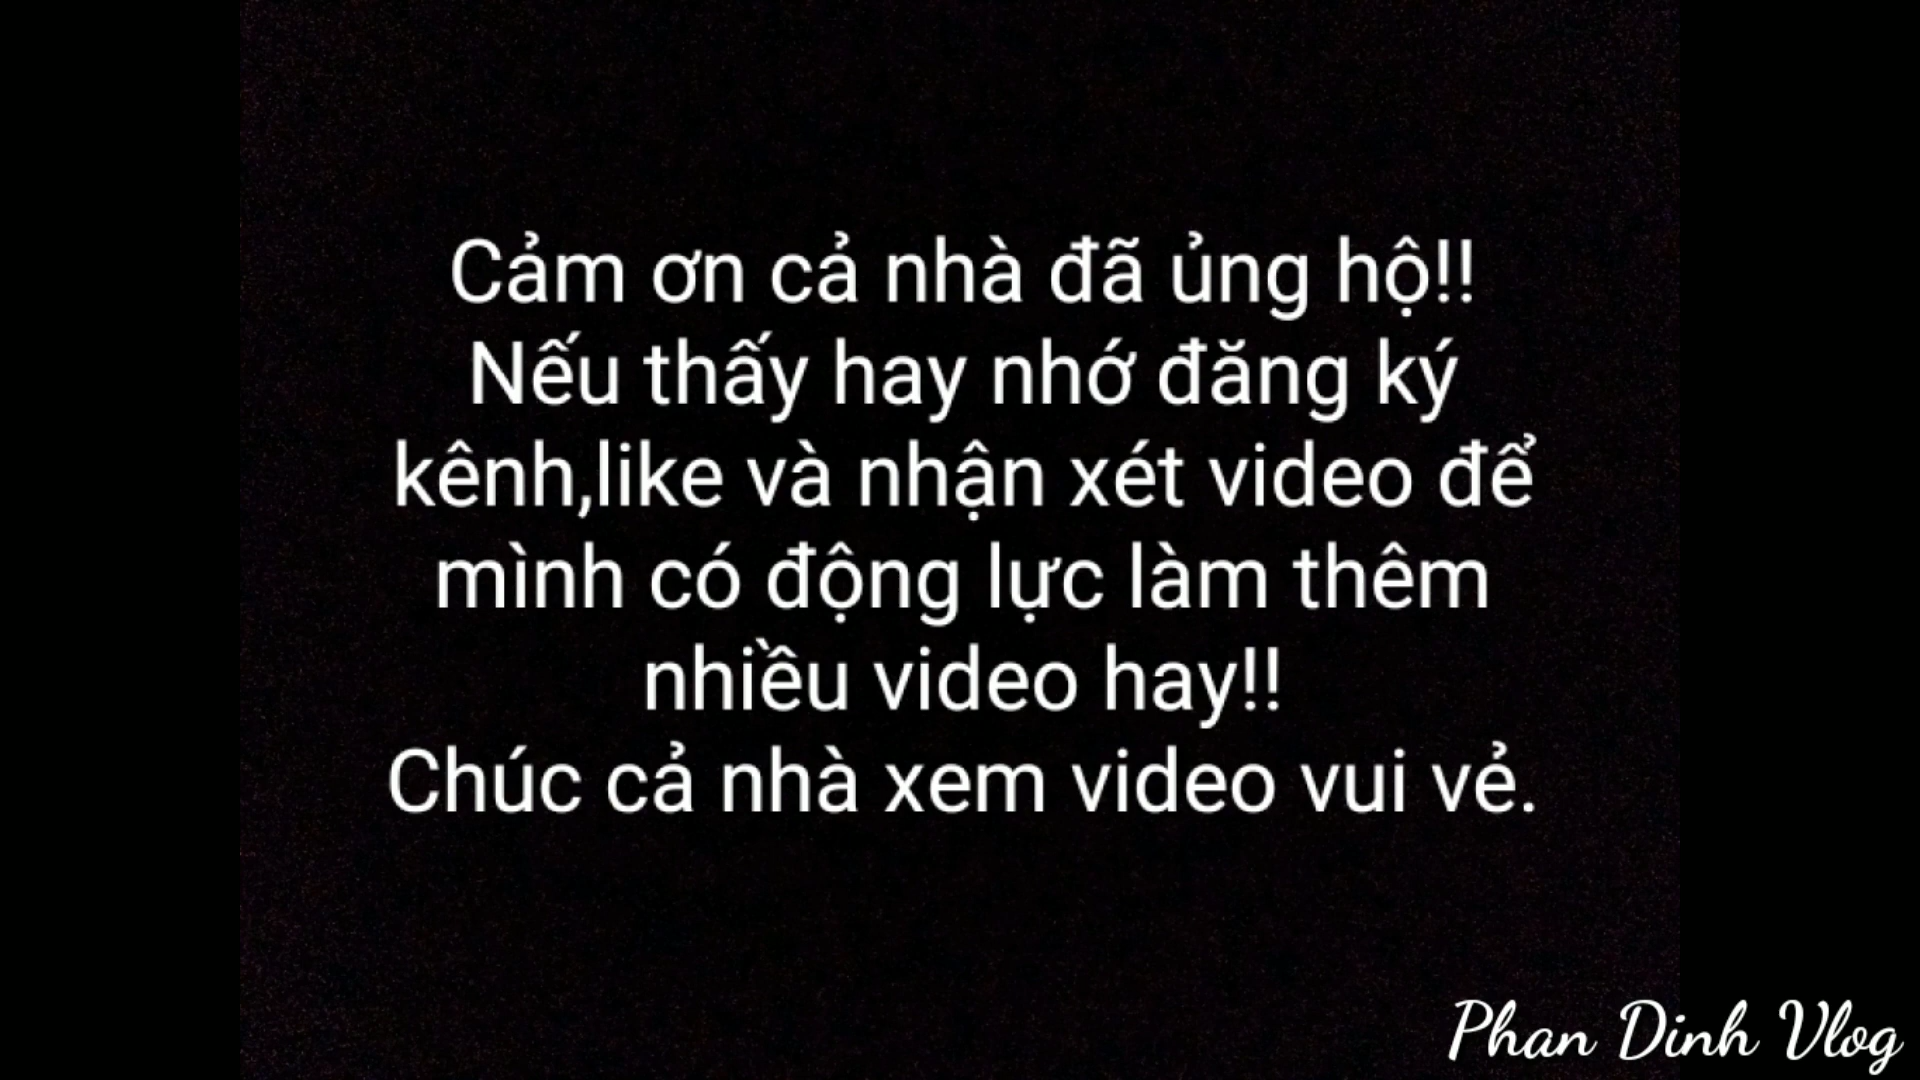 Cảm ơn cả nhà đã ủng hộ!!
Nếu thấy hay nhớ đăng ký
kênh,like và nhận xét video để
mình có động lực làm thêm
nhiều video hay!!
Chúc cả nhà xem video vui vẻ.
Phan Dinh Vlog